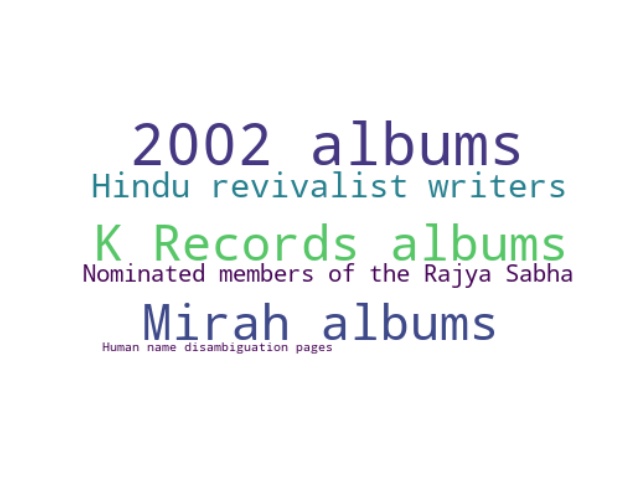 2002 albums
Hindu revivalist writers
K Records albums
Nominated members of the Rajya Sabha
Mirah albums
Human name disambiguation pages